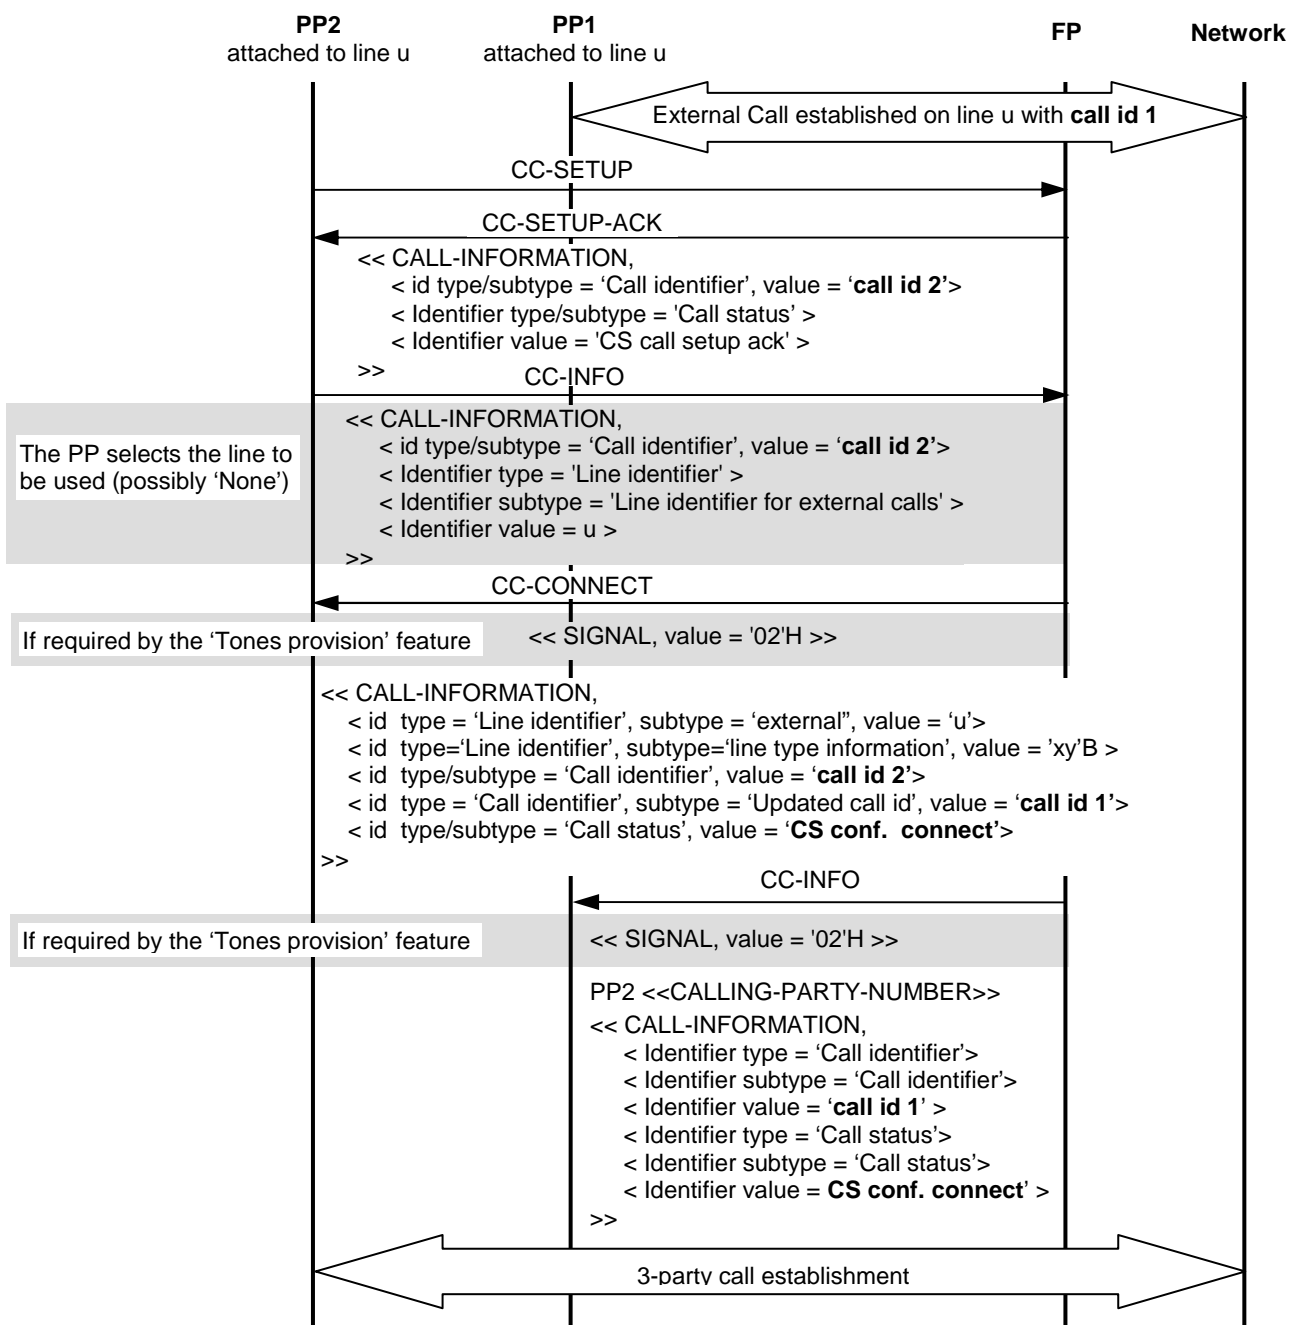 PP2
attached to line u
PP1
attached to line u
FP
Network
External Call established on line u with call id 1
CC-SETUP
CC-SETUP-ACK
<< CALL-INFORMATION,
< id type/subtype = ‘Call identifier’, value = ‘call id 2’>
< Identifier type/subtype = 'Call status' >
< Identifier value = 'CS call setup ack' >
>>
CC-INFO
The PP selects the line to
be used (possibly ‘None’)
<< CALL-INFORMATION,
< id type/subtype = ‘Call identifier’, value = ‘call id 2’>
< Identifier type = 'Line identifier' >
< Identifier subtype = 'Line identifier for external calls' >
< Identifier value = u >
>>
CC-CONNECT
If required by the ‘Tones provision’ feature
<< SIGNAL, value = '02'H >>
<< CALL-INFORMATION,
< id type = ‘Line identifier’, subtype = ‘external”, value = ‘u’>
< id type=‘Line identifier’, subtype=‘line type information’, value = ’xy’B >
< id type/subtype = ‘Call identifier’, value = ‘call id 2’>
< id type = ‘Call identifier’, subtype = ‘Updated call id’, value = ‘call id 1’>
< id type/subtype = ‘Call status’, value = ‘CS conf. connect’>
>>
CC-INFO
If required by the ‘Tones provision’ feature
<< SIGNAL, value = '02'H >>
PP2 <<CALLING-PARTY-NUMBER>>
<< CALL-INFORMATION,
< Identifier type = ‘Call identifier’>
< Identifier subtype = ‘Call identifier’>
< Identifier value = ‘call id 1’ >
< Identifier type = ‘Call status’>
< Identifier subtype = ‘Call status’>
< Identifier value = CS conf. connect’ >
>>
3-party call establishment